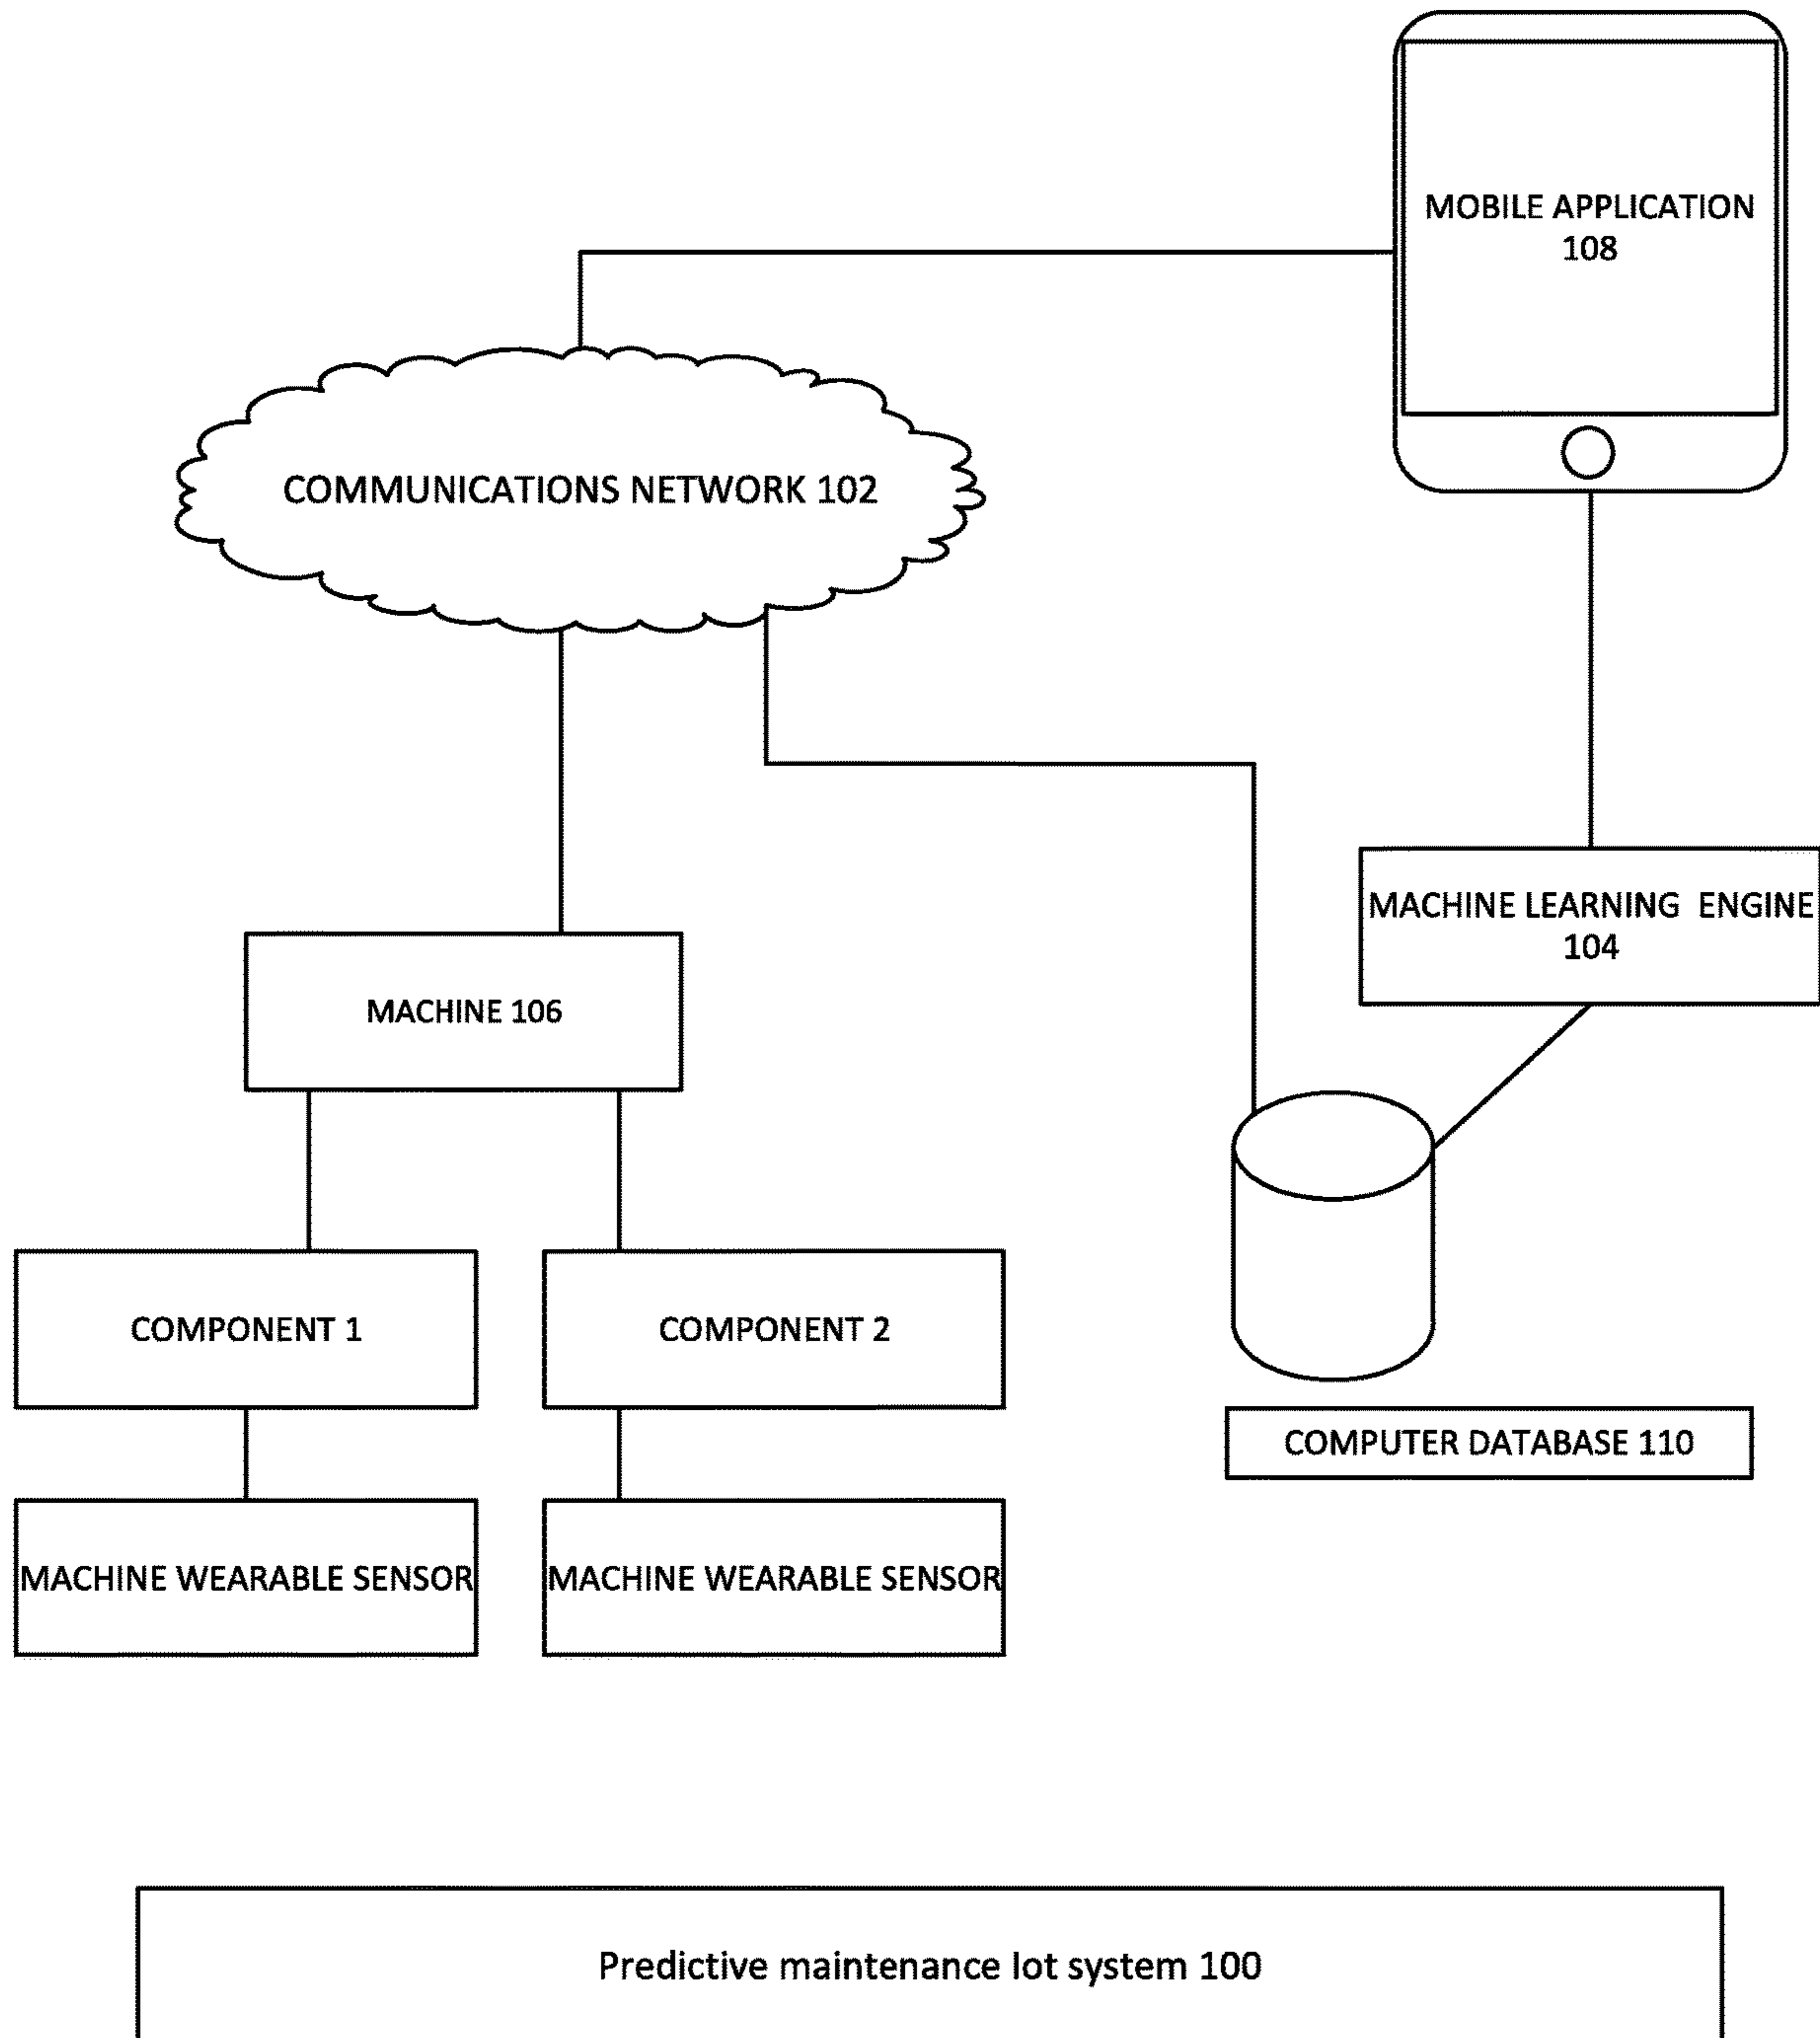 MOBILE APPLICATION
108
COMMUNICATIONS NETWORK 102
MACHINE LEARNING ENGINE
104
MACHINE 106
COMPONENT 1
COMPONENT 2
COMPUTER DATABASE 110
MACHINE WEARABLE SENSOR
MACHINE WEARABLE SENSOR
Predictive maintenance Iot system 100